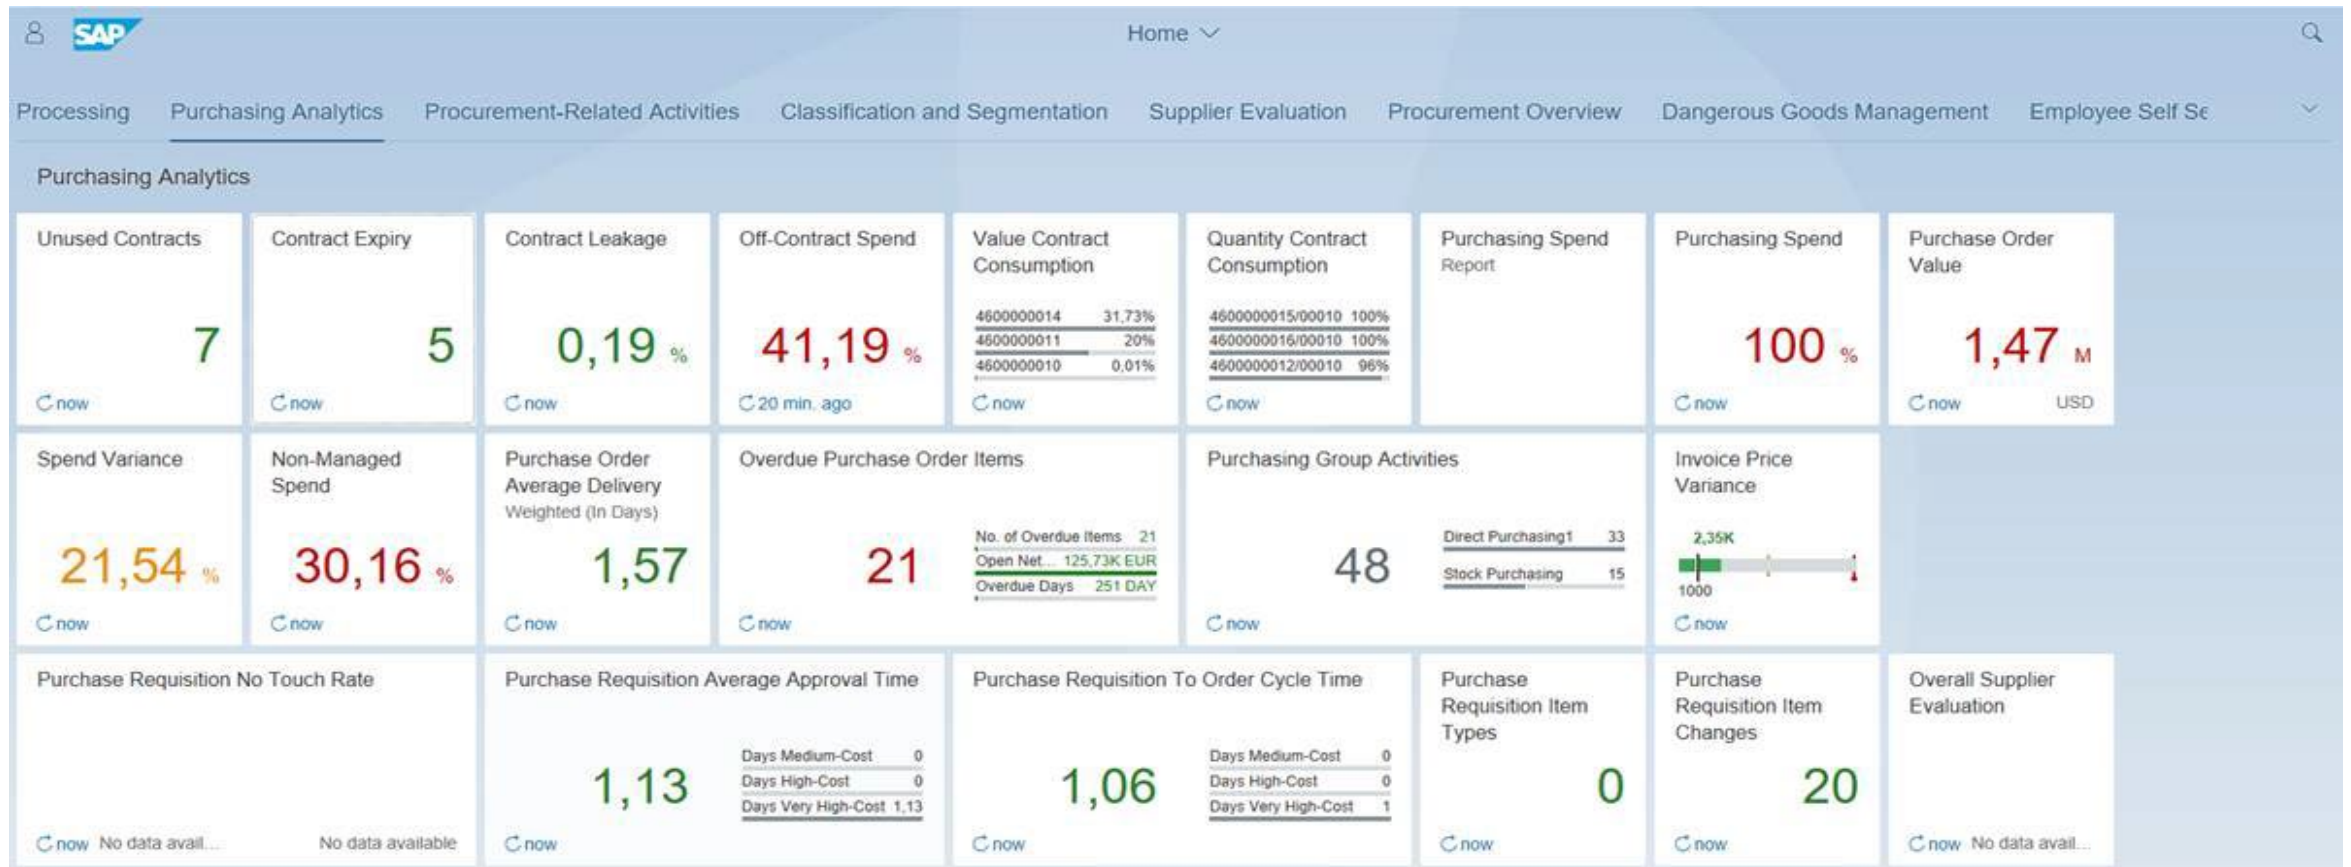 SAP
Home
Processing
Purchasing Analytics
Procurement-Related Activities
Classification and Segmentation
Supplier Evaluation
Procurement Overview
Dangerous Goods Management
Employee Self Se
Purchasing Analytics
Unused Contracts
7
now
Contract Expiry
5
now
Contract Leakage
0,19 %
now
Off-Contract Spend
41,19 %
20 min. ago
Value Contract
Consumption
4600000014 31,73%
4600000011 20%
4600000010 0,01%
now
Quantity Contract
Consumption
4600000015/00010 100%
4600000016/00010 100%
4600000012/00010 96%
now
Purchasing Spend
Report
Purchasing Spend
100 %
now
Purchase Order
Value
1,47 M
now USD
Spend Variance
21,54 %
now
Non-Managed
Spend
30,16 %
now
Purchase Order
Average Delivery
Weighted (In Days)
1,57
now
Overdue Purchase Order Items
21
No. of Overdue Items 21
Open Net... 125,73K EUR
Overdue Days 251 DAY
now
Purchasing Group Activities
48
Direct Purchasing1 33
Stock Purchasing 15
now
Invoice Price
Variance
2,35K
1000
now
Purchase Requisition No Touch Rate
now No data avail... No data available
Purchase Requisition Average Approval Time
1,13
Days Medium-Cost 0
Days High-Cost 0
Days Very High-Cost 1,13
now
Purchase Requisition To Order Cycle Time
1,06
Days Medium-Cost 0
Days High-Cost 0
Days Very High-Cost 1
now
Purchase
Requisition Item
Types
0
now
Purchase
Requisition Item
Changes
20
now
Overall Supplier
Evaluation
now No data avail...